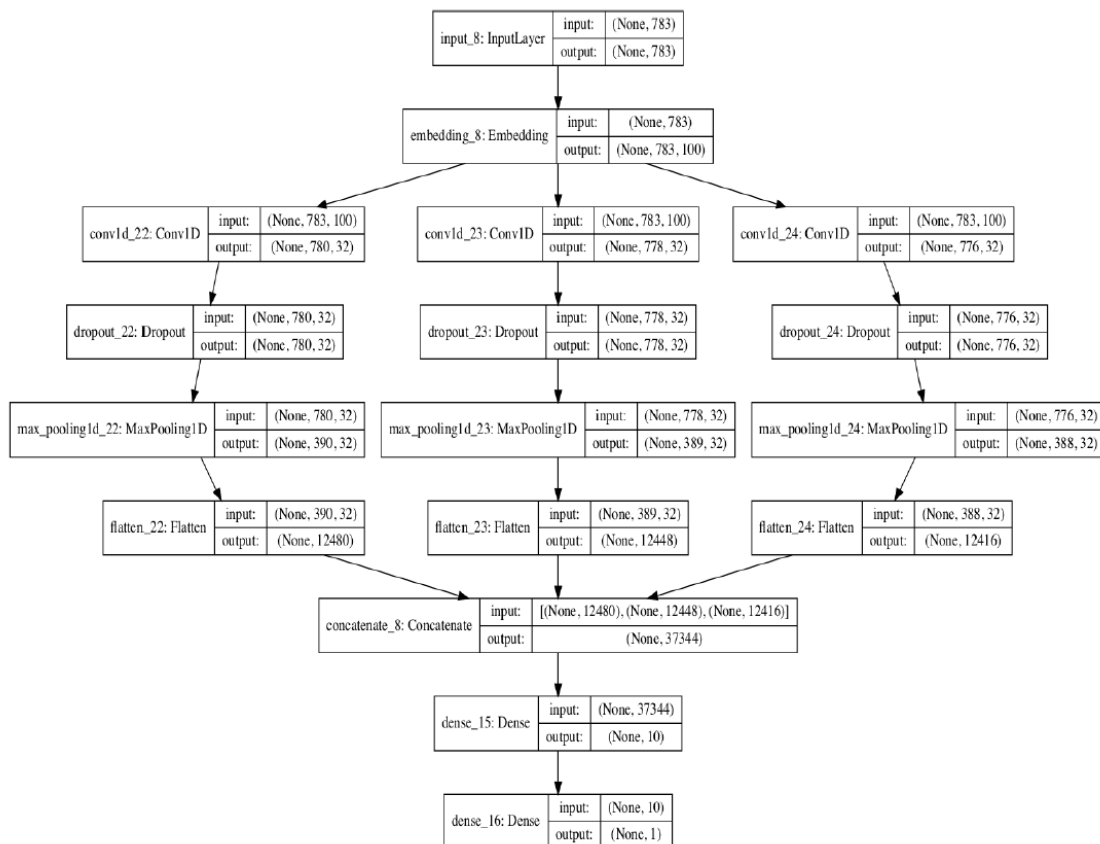 input_8: InputLayer
input: (None, 783)
output: (None, 783)
embedding_8: Embedding
input: (None, 783)
output: (None, 783, 100)
conv1d_22: Conv1D
input: (None, 783, 100)
output: (None, 780, 32)
conv1d_23: Conv1D
input: (None, 783, 100)
output: (None, 778, 32)
conv1d_24: Conv1D
input: (None, 783, 100)
output: (None, 776, 32)
dropout_22: Dropout
input: (None, 780, 32)
output: (None, 780, 32)
dropout_23: Dropout
input: (None, 778, 32)
output: (None, 778, 32)
dropout_24: Dropout
input: (None, 776, 32)
output: (None, 776, 32)
max_pooling1d_22: MaxPooling1D
input: (None, 780, 32)
output: (None, 390, 32)
max_pooling1d_23: MaxPooling1D
input: (None, 778, 32)
output: (None, 389, 32)
max_pooling1d_24: MaxPooling1D
input: (None, 776, 32)
output: (None, 388, 32)
flatten_22: Flatten
input: (None, 390, 32)
output: (None, 12480)
flatten_23: Flatten
input: (None, 389, 32)
output: (None, 12448)
flatten_24: Flatten
input: (None, 388, 32)
output: (None, 12416)
concatenate_8: Concatenate
input: [(None, 12480), (None, 12448), (None, 12416)]
output: (None, 37344)
dense_15: Dense
input: (None, 37344)
output: (None, 10)
dense_16: Dense
input: (None, 10)
output: (None, 1)